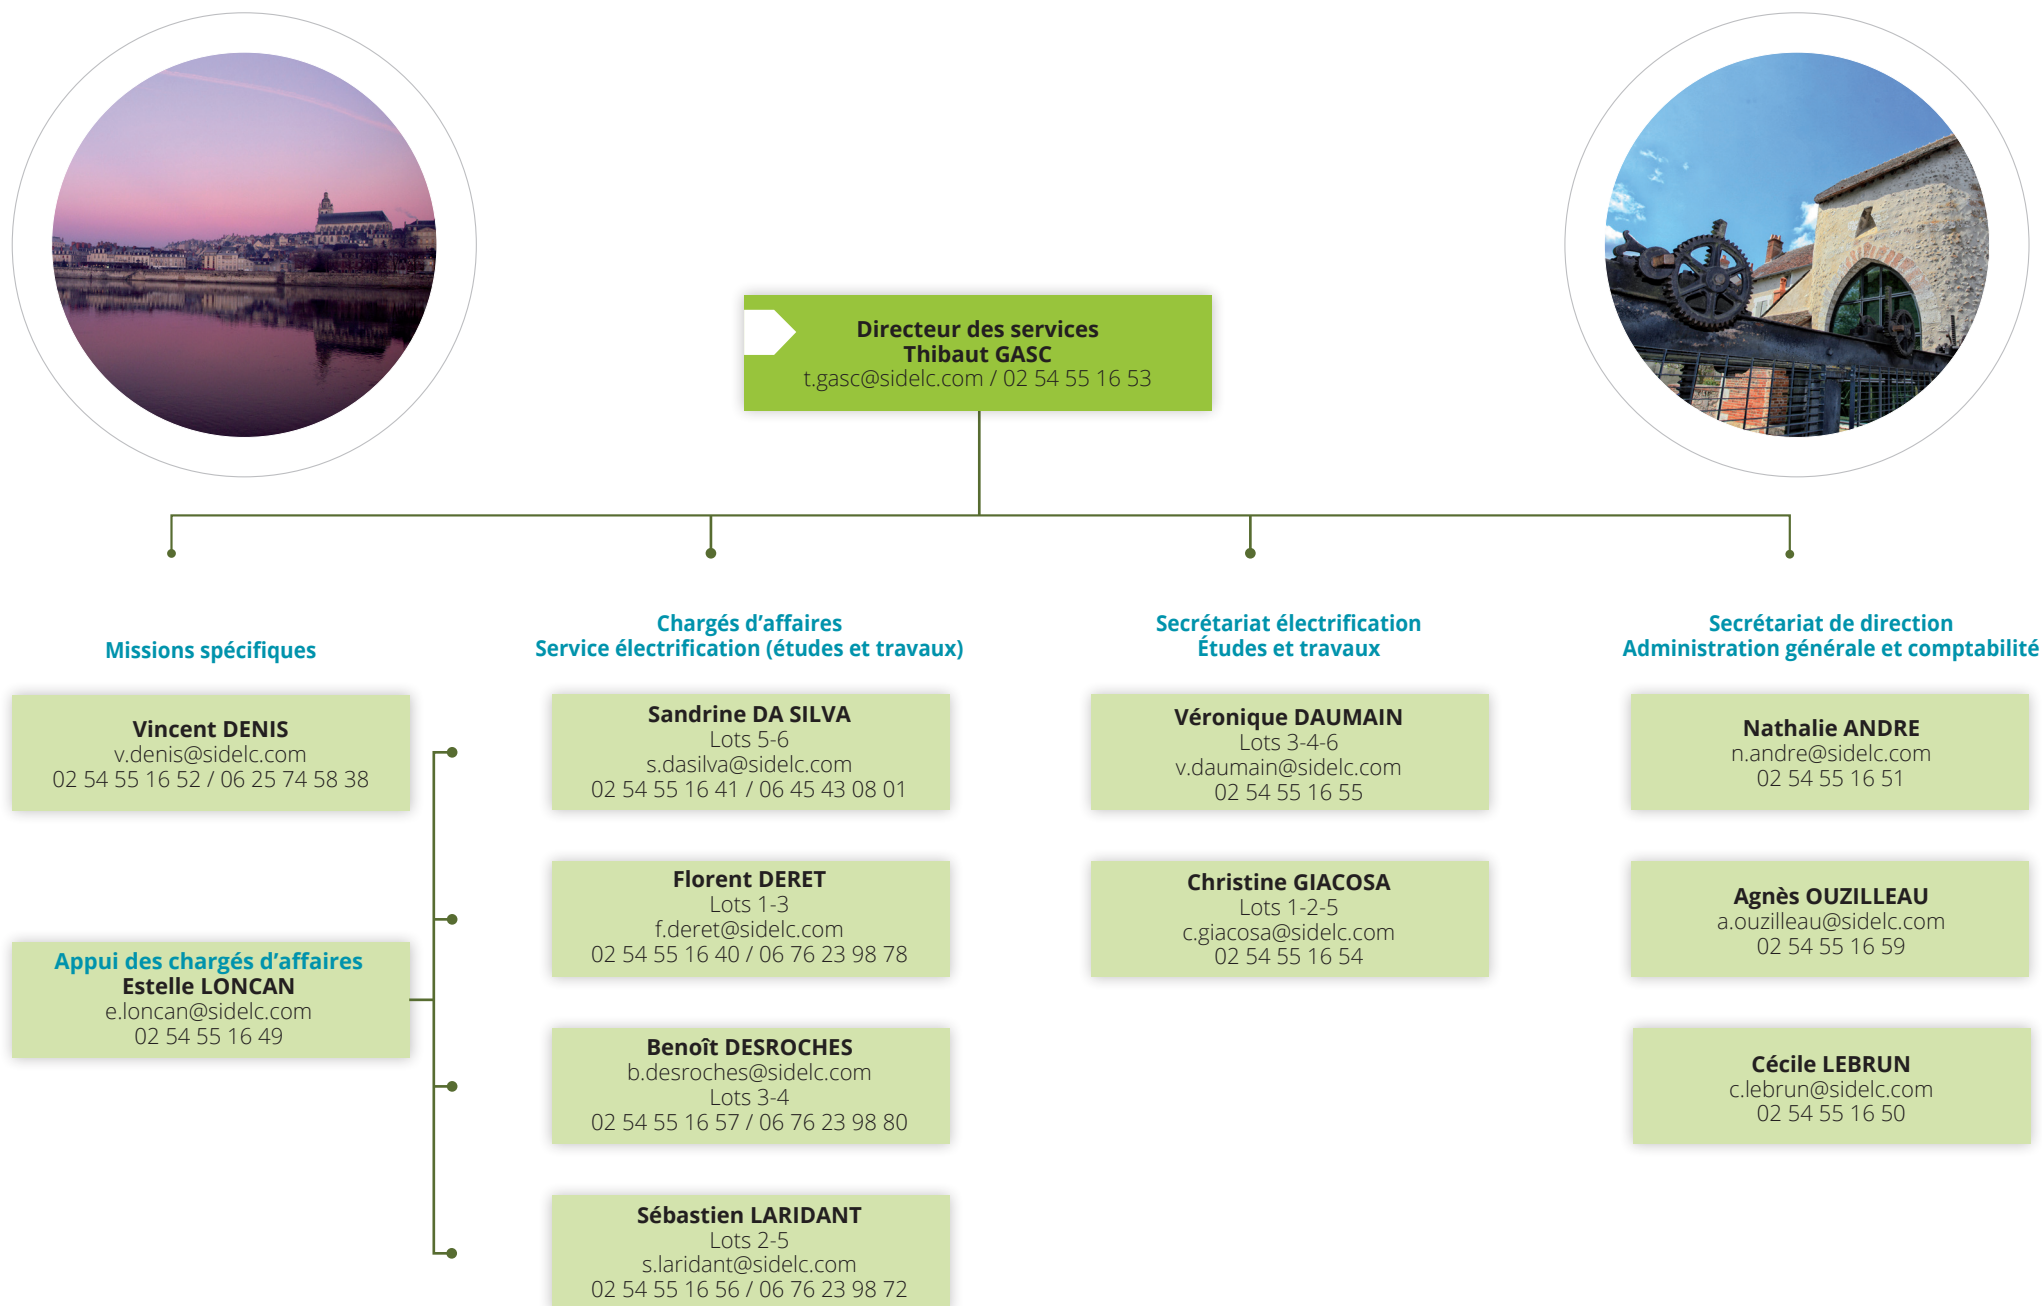 Directeur des services
Thibaut GASC
t.gasc@sidelc.com / 02 54 55 16 53
Missions spécifiques
Vincent DENIS
v.denis@sidelc.com
02 54 55 16 52 / 06 25 74 58 38
Appui des chargés d’affaires
Estelle LONCAN
e.loncan@sidelc.com
02 54 55 16 49
Chargés d’affaires
Service électrification (études et travaux)
Sandrine DA SILVA
Lots 5-6
s.dasilva@sidelc.com
02 54 55 16 41 / 06 45 43 08 01
Florent DERET
Lots 1-3
f.deret@sidelc.com
02 54 55 16 40 / 06 76 23 98 78
Benoît DESROCHES
b.desroches@sidelc.com
Lots 3-4
02 54 55 16 57 / 06 76 23 98 80
Sébastien LARIDANT
Lots 2-5
s.laridant@sidelc.com
02 54 55 16 56 / 06 76 23 98 72
Secrétariat électrification
Études et travaux
Véronique DAUMAIN
Lots 3-4-6
v.daumain@sidelc.com
02 54 55 16 55
Christine GIACOSA
Lots 1-2-5
c.giacosa@sidelc.com
02 54 55 16 54
Secrétariat de direction
Administration générale et comptabilité
Nathalie ANDRE
n.andre@sidelc.com
02 54 55 16 51
Agnès OUZILLEAU
a.ouzilleau@sidelc.com
02 54 55 16 59
Cécile LEBRUN
c.lebrun@sidelc.com
02 54 55 16 50